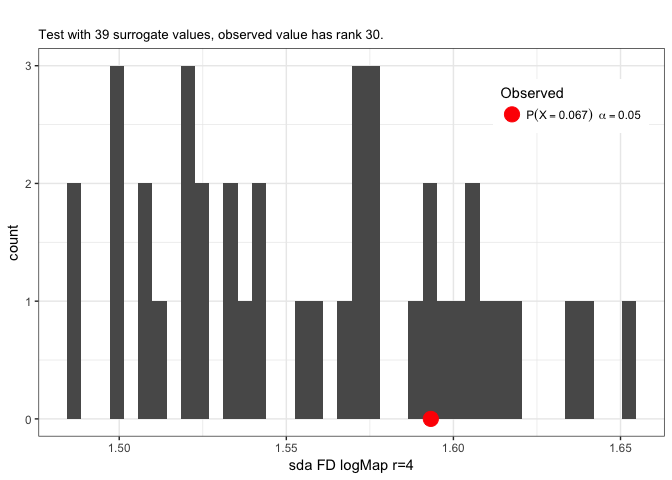 Test with 39 surrogate values, observed value has rank 30.
3
2
1
0
count
Observed
P(X = 0.067) α = 0.05
1.50 1.55 1.60 1.65
sda FD logMap r=4